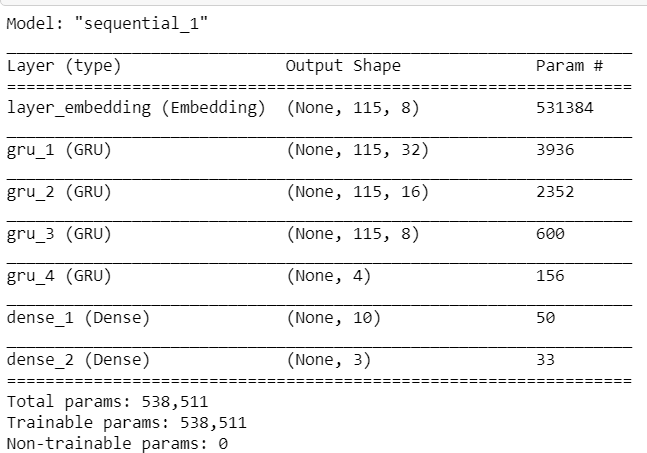 Model: "sequential_1"
_________________________________________________________________
Layer (type)                 Output Shape              Param #
=================================================================
layer_embedding (Embedding)  (None, 115, 8)            531384
_________________________________________________________________
gru_1 (GRU)                  (None, 115, 32)           3936
_________________________________________________________________
gru_2 (GRU)                  (None, 115, 16)           2352
_________________________________________________________________
gru_3 (GRU)                  (None, 115, 8)            600
_________________________________________________________________
gru_4 (GRU)                  (None, 4)                 156
_________________________________________________________________
dense_1 (Dense)              (None, 10)                50
_________________________________________________________________
dense_2 (Dense)              (None, 3)                 33
=================================================================
Total params: 538,511
Trainable params: 538,511
Non-trainable params: 0